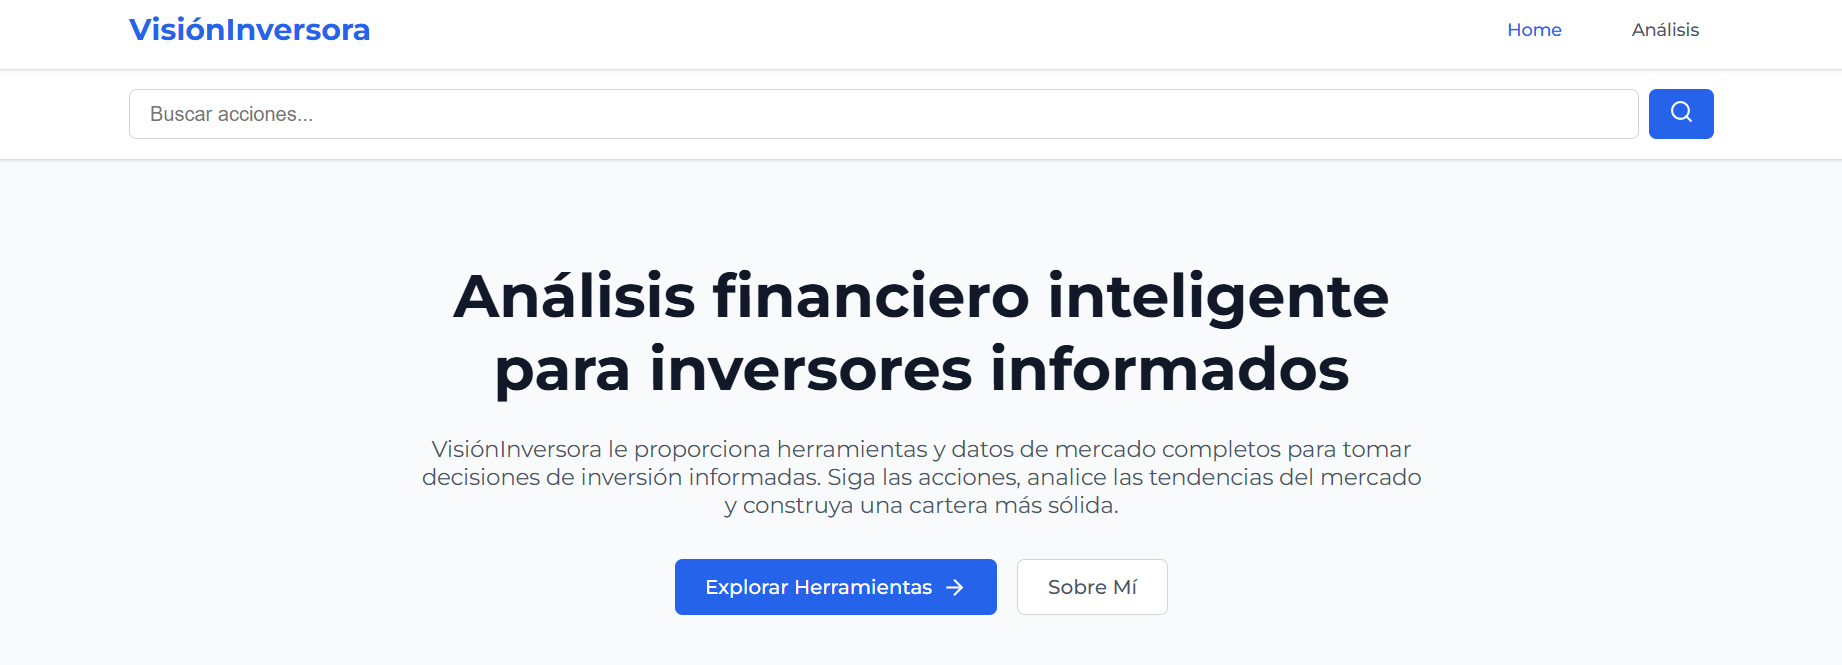 VisiónInversora
Home
Análisis
Buscar acciones...
Análisis financiero inteligente
para inversores informados
VisiónInversora le proporciona herramientas y datos de mercado completos para tomar
decisiones de inversión informadas. Siga las acciones, analice las tendencias del mercado
y construya una cartera más sólida.
Explorar Herramientas
Sobre Mí